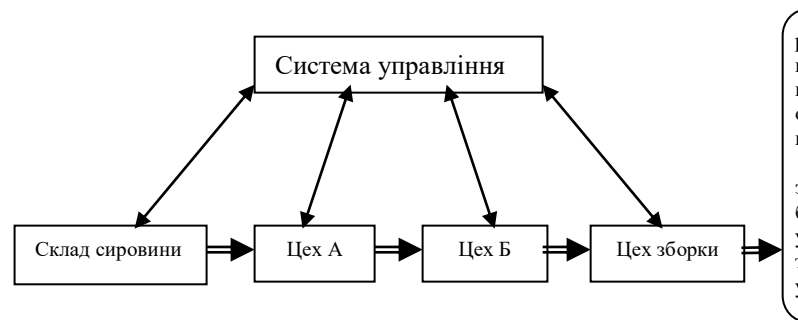 Система управління
Склад сировини
Цех А
Цех Б
Цех зборки